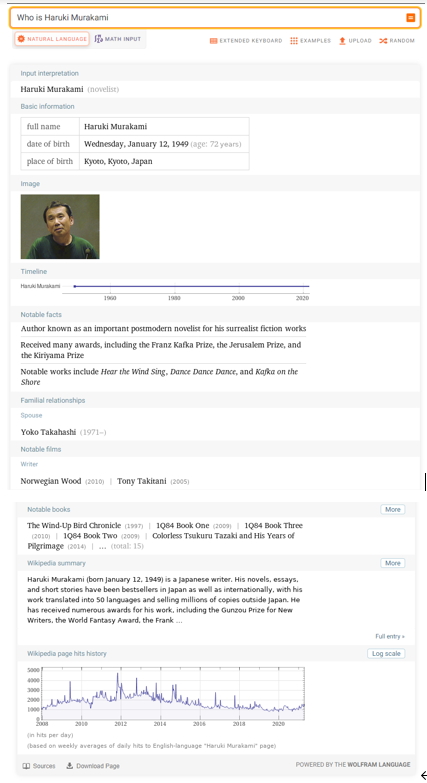 Who is Haruki Murakami
NATURAL LANGUAGE
MATH INPUT
EXTENDED KEYBOARD
EXAMPLES
UPLOAD
RANDOM
Input interpretation
Haruki Murakami (novelist)
Basic information
full name Haruki Murakami
date of birth Wednesday, January 12, 1949 (age: 72 years)
place of birth Kyoto, Kyoto, Japan
Image
Timeline
Haruki Murakami
1960 1980 2000 2020
Notable facts
Author known as an important postmodern novelist for his surrealist fiction works
Received many awards, including the Franz Kafka Prize, the Jerusalem Prize, and
the Kiriyama Prize
Notable works include Hear the Wind Sing, Dance Dance Dance, and Kafka on the
Shore
Familial relationships
Spouse
Yoko Takahashi (1971–)
Notable films
Writer
Norwegian Wood (2010) | Tony Takitani (2005)
Notable books More
The Wind-Up Bird Chronicle (1997) | 1Q84 Book One (2009) | 1Q84 Book Three
(2010) | 1Q84 Book Two (2009) | Colorless Tsukuru Tazaki and His Years of
Pilgrimage (2014) | ... (total: 15)
Wikipedia summary More
Haruki Murakami (born January 12, 1949) is a Japanese writer. His novels, essays,
and short stories have been bestsellers in Japan as well as internationally, with his
work translated into 50 languages and selling millions of copies outside Japan. He
has received numerous awards for his work, including the Gunzou Prize for New
Writers, the World Fantasy Award, the Frank ...
Full entry »
Wikipedia page hits history Log scale
5000
4000
3000
2000
1000
0
2008 2010 2012 2014 2016 2018 2020
(in hits per day)
(based on weekly averages of daily hits to English-language "Haruki Murakami" page)
Sources Download Page POWERED BY THE WOLFRAM LANGUAGE